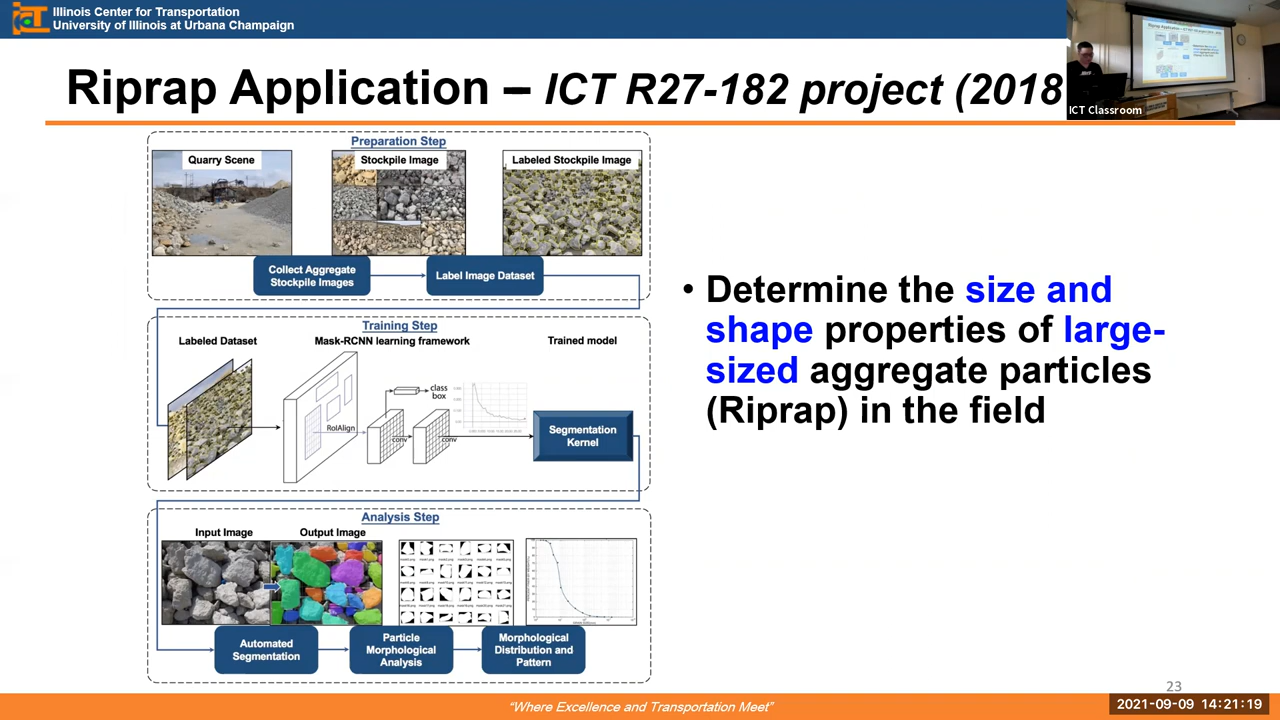 Illinois Center for Transportation
University of Illinois at Urbana Champaign
Riprap Application – ICT R27-182 project (2018
ICT Classroom
Preparation Step
Quarry Scene
Stockpile Image
Labeled Stockpile Image
Collect Aggregate
Stockpile Images
Label Image Dataset
Training Step
Labeled Dataset
Mask-RCNN learning framework
Trained model
class
box
RoIAlign
conv
conv
Segmentation
Kernel
Analysis Step
Input Image
Output Image
Automated
Segmentation
Particle
Morphological
Analysis
Morphological
Distribution and
Pattern
• Determine the size and
shape properties of large-
sized aggregate particles
(Riprap) in the field
23
"Where Excellence and Transportation Meet"
2021-09-09 14:21:19